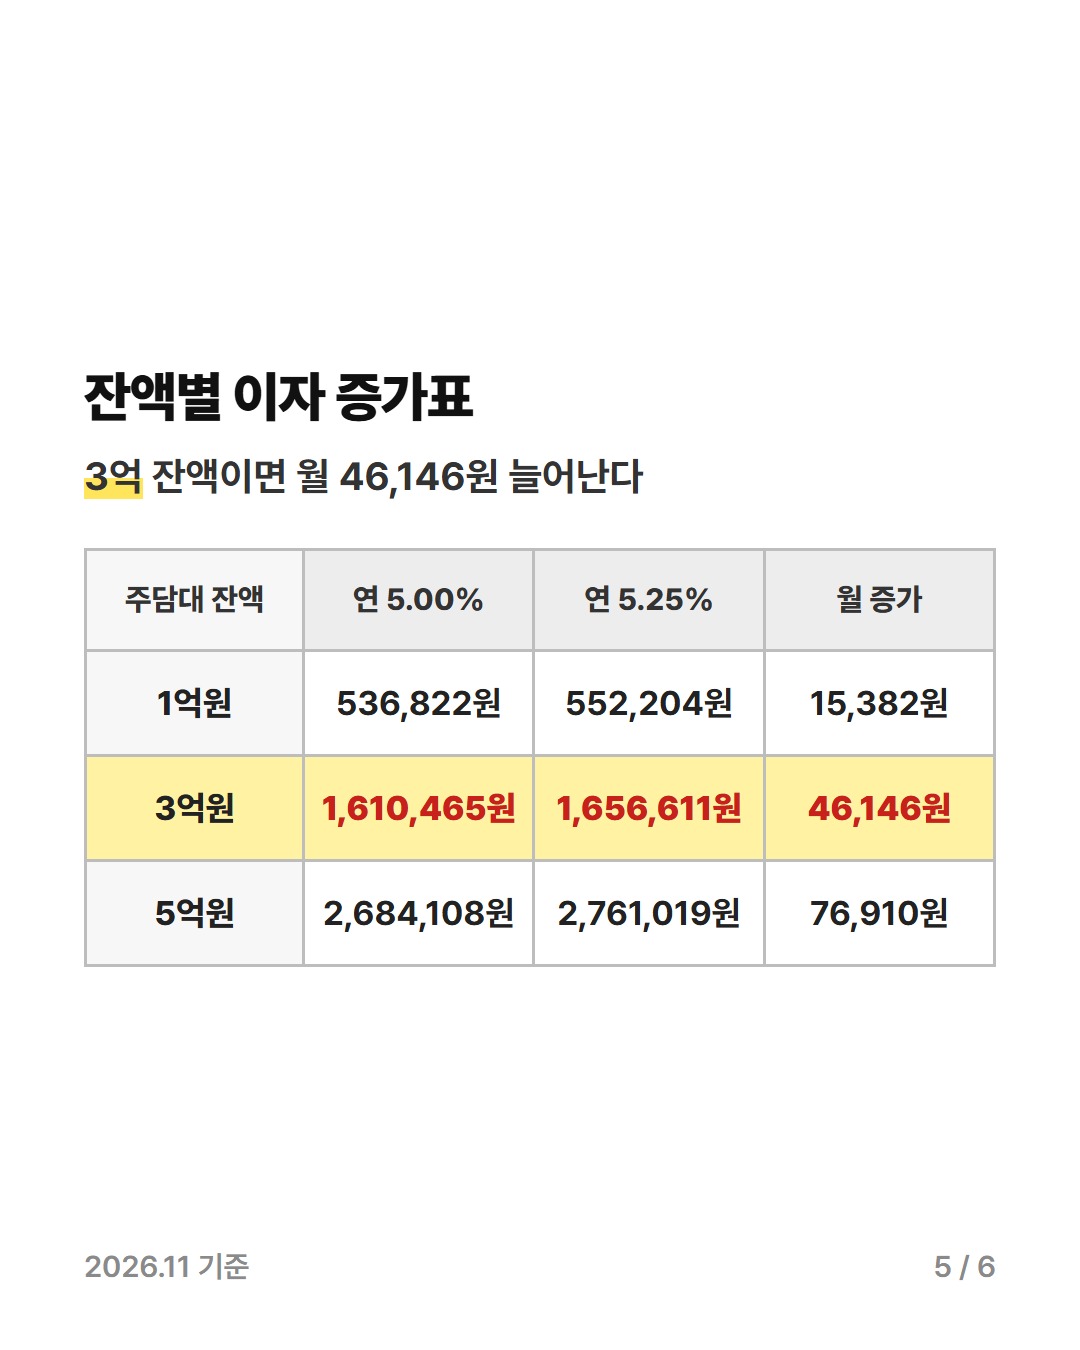 잔액별 이자 증가표
3억 잔액이면 월 46,146원 늘어난다
주담대 잔액 연 5.00% 연 5.25% 월 증가
1억원 536,822원 552,204원 15,382원
3억원 1,610,465원 1,656,611원 46,146원
5억원 2,684,108원 2,761,019원 76,910원
2026.11 기준 5 / 6